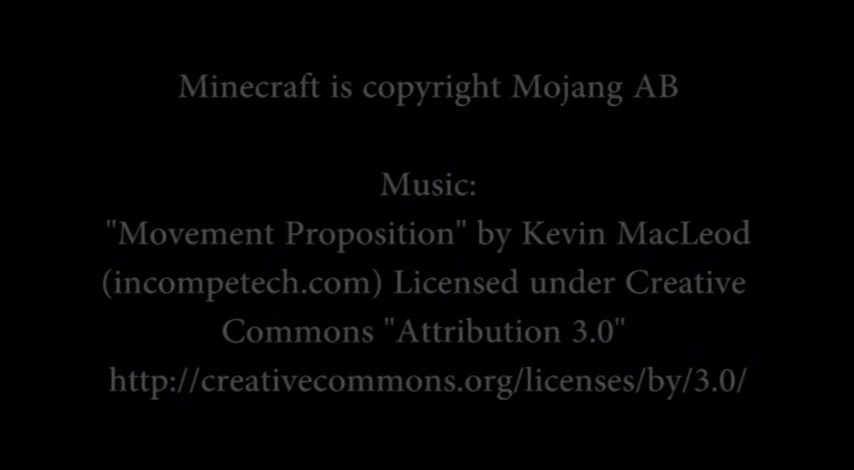 Minecraft is copyright Mojang AB
Music:
"Movement Proposition" by Kevin MacLeod
(incompetech.com) Licensed under Creative
Commons "Attribution 3.0"
http://creativecommons.org/licenses/by/3.0/